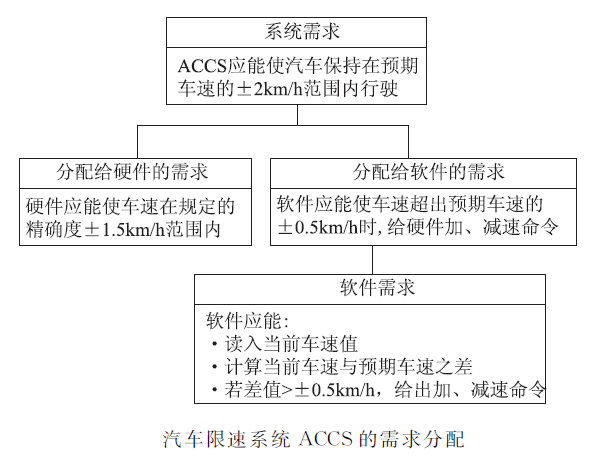 系统需求
ACCS应能使汽车保持在预期
车速的±2km/h范围内行驶
分配给硬件的需求
硬件应能使车速在规定的
精确度±1.5km/h范围内
分配给软件的需求
软件应能使车速超出预期车速的
±0.5km/h时,给硬件加、减速命令
软件需求
软件应能:
·读入当前车速值
·计算当前车速与预期车速之差
·若差值>±0.5km/h，给出加、减速命令
汽车限速系统 ACCS 的需求分配